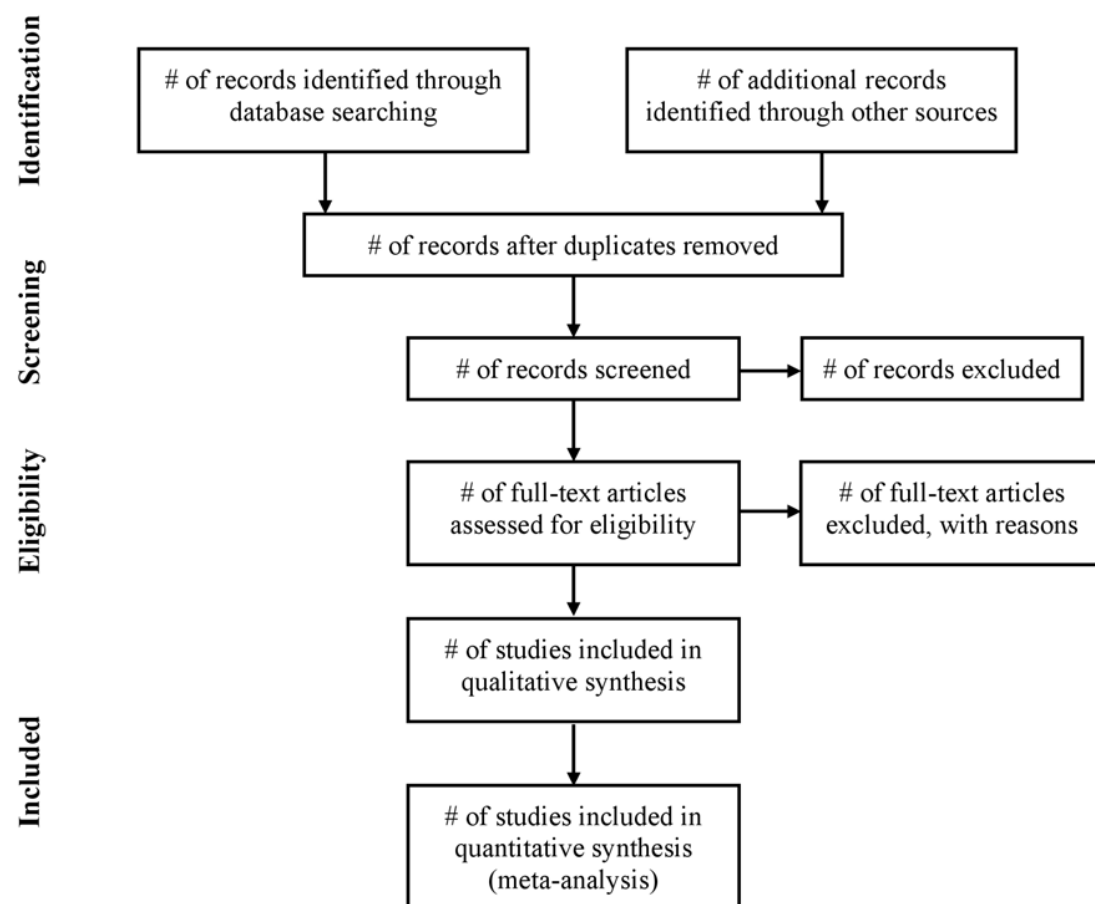 Identification
# of records identified through
database searching
# of additional records
identified through other sources
# of records after duplicates removed
Screening
# of records screened
# of records excluded
Eligibility
# of full-text articles
assessed for eligibility
# of full-text articles
excluded, with reasons
Included
# of studies included in
qualitative synthesis
# of studies included in
quantitative synthesis
(meta-analysis)